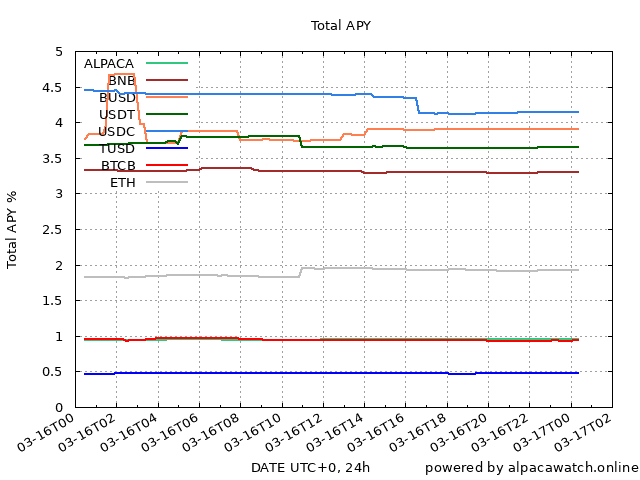 Total APY
5
4.5
4
3.5
3
2.5
2
1.5
1
0.5
0
Total APY %
ALPACA
BNB
BUSD
USDT
USDC
TUSD
BTCB
ETH
03-16T00
03-16T02
03-16T04
03-16T06
03-16T08
03-16T10
03-16T12
03-16T14
03-16T16
03-16T18
03-16T20
03-16T22
03-17T00
03-17T02
DATE UTC+0, 24h
powered by alpacawatch.online